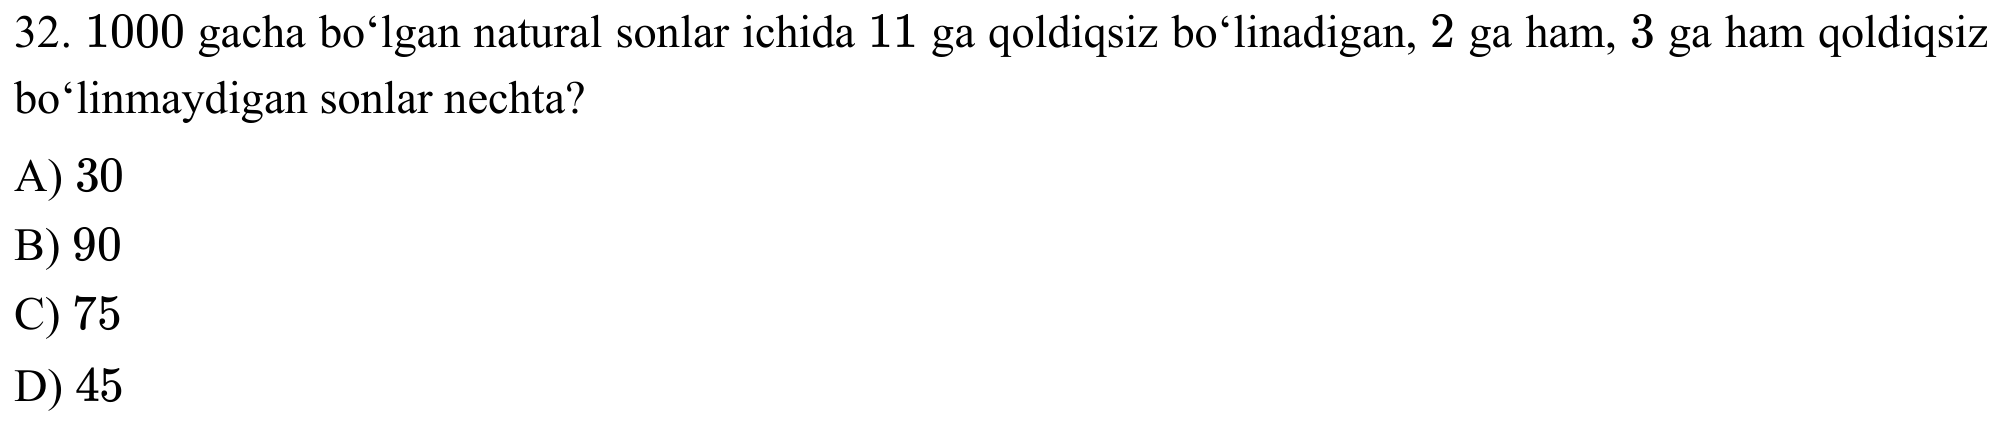 32. 1000 gacha bo‘lgan natural sonlar ichida 11 ga qoldiqsiz bo‘linadigan, 2 ga ham, 3 ga ham qoldiqsiz
bo‘linmaydigan sonlar nechta?
A) 30
B) 90
C) 75
D) 45